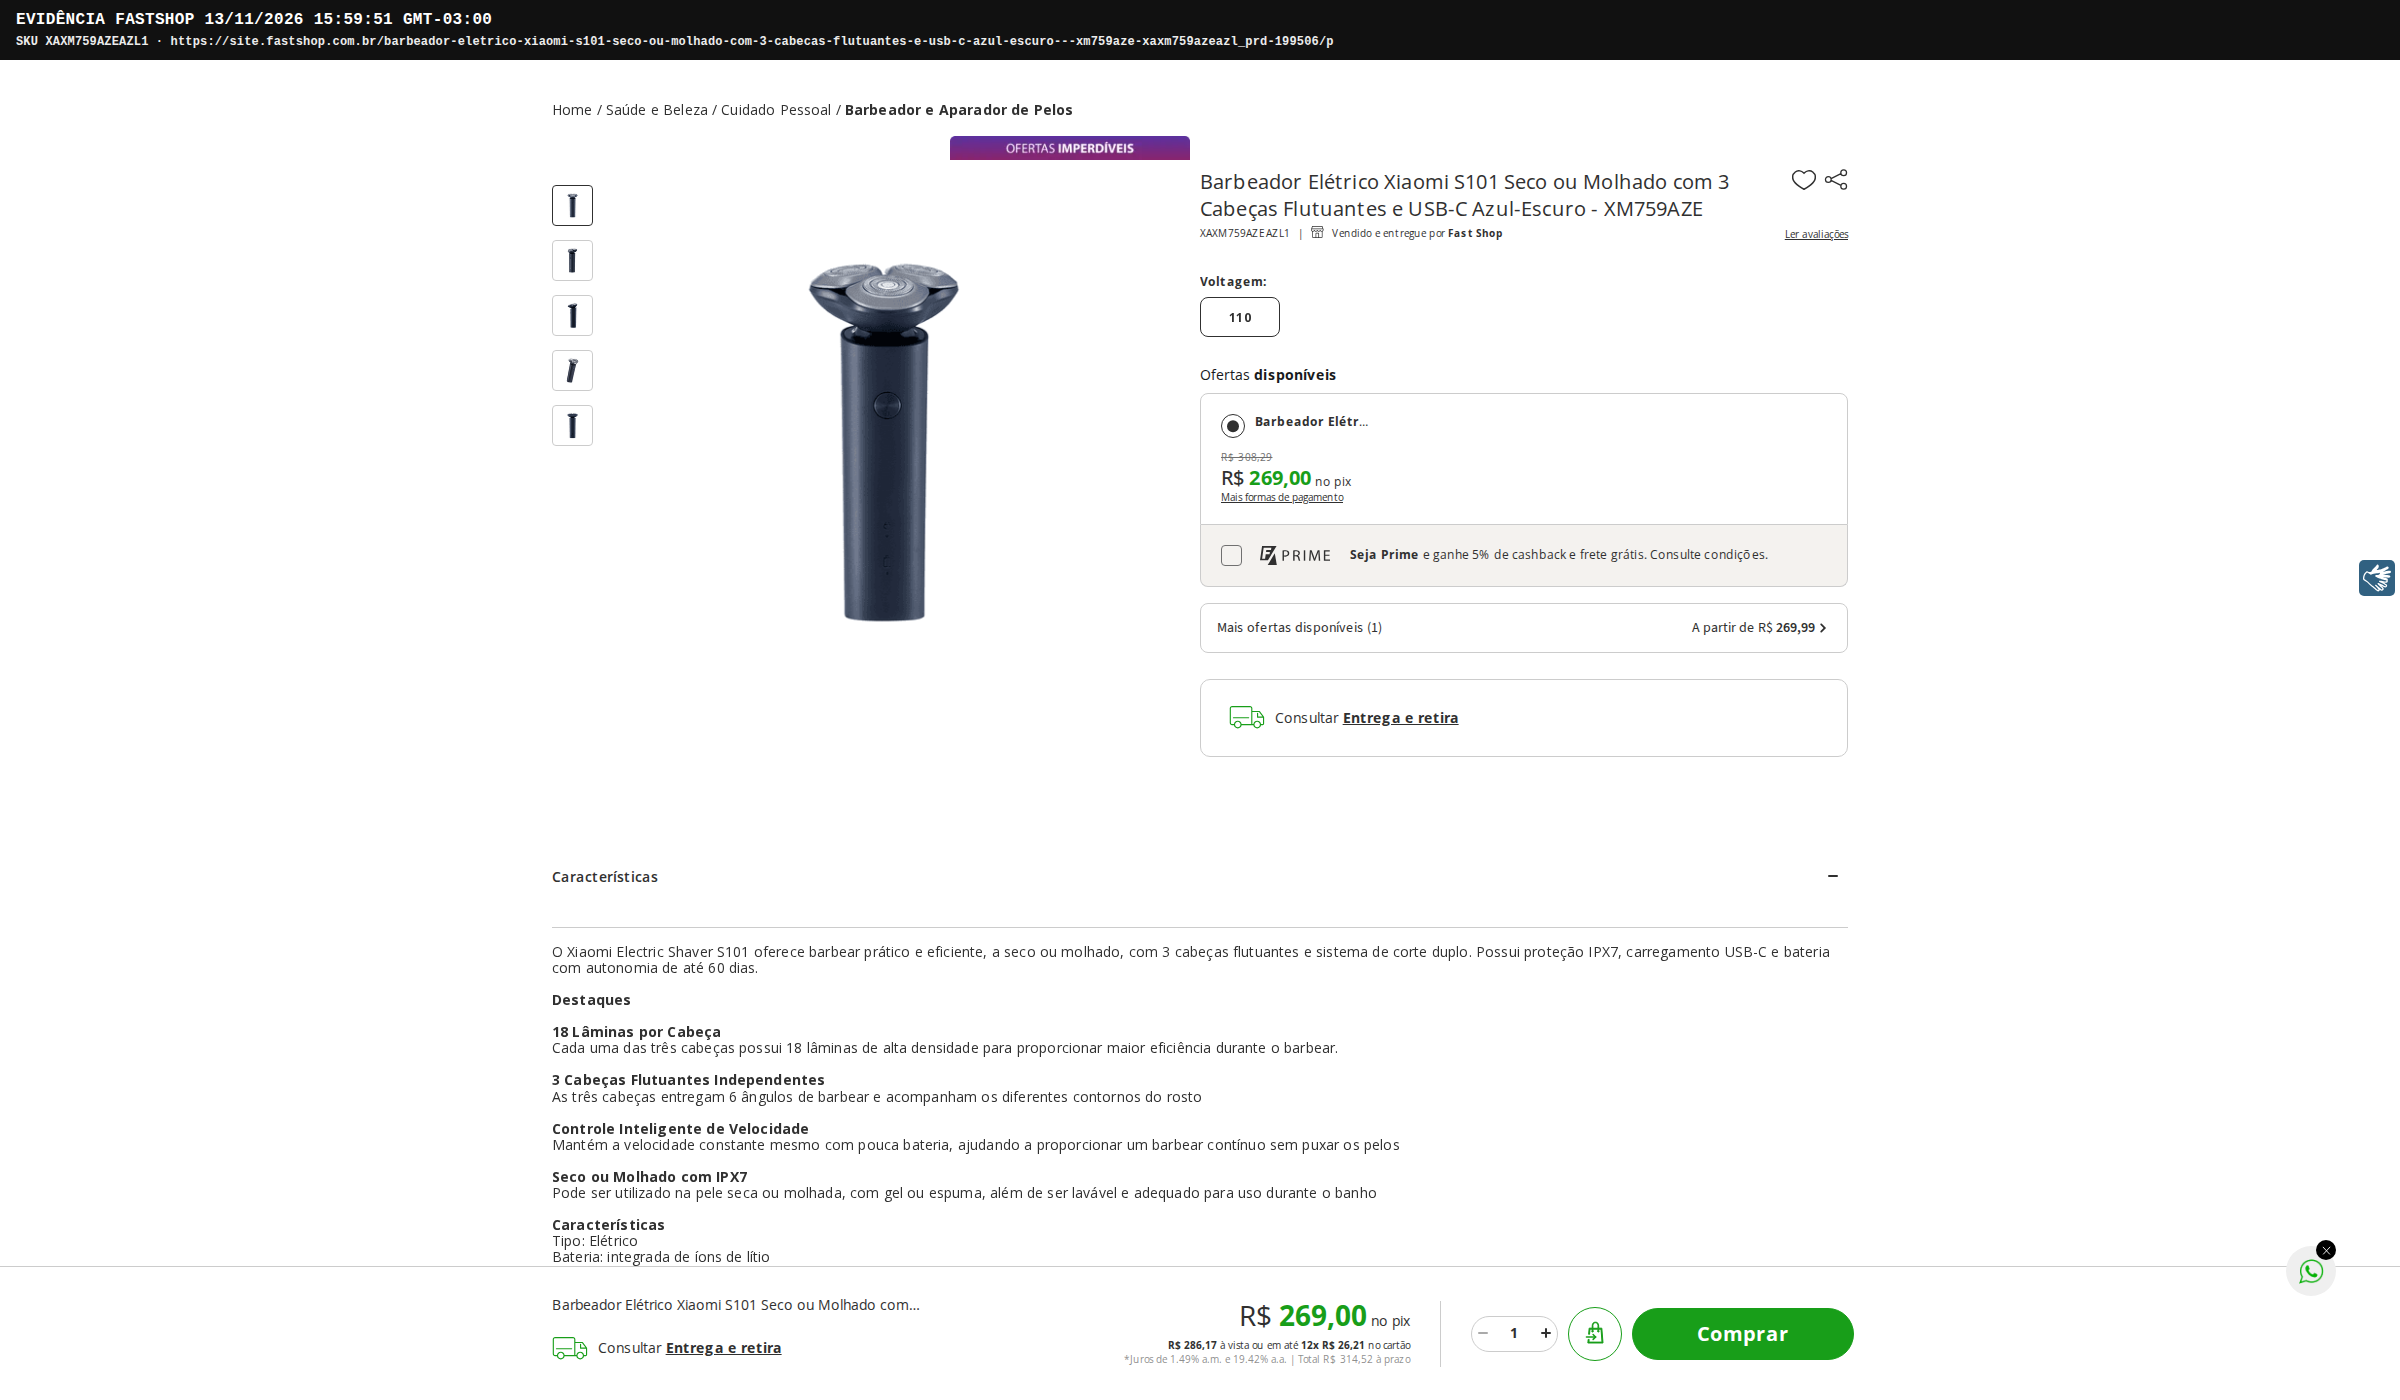 EVIDÊNCIA FASTSHOP 13/11/2026 15:59:51 GMT-03:00
SKU XAXM759AZEAZL1 · https://site.fastshop.com.br/barbeador-eletrico-xiaomi-s101-seco-ou-molhado-com-3-cabecas-flutuantes-e-usb-c-azul-escuro---xm759aze-xaxm759azeazl_prd-199506/p
Home / Saúde e Beleza / Cuidado Pessoal / Barbeador e Aparador de Pelos
OFERTAS IMPERDÍVEIS
Barbeador Elétrico Xiaomi S101 Seco ou Molhado com 3
Cabeças Flutuantes e USB-C Azul-Escuro - XM759AZE
XAXM759AZEAZL1 | Vendido e entregue por Fast Shop
Ler avaliações
Voltagem:
110
Ofertas disponíveis
Barbeador Elétr...
R$ 308,29
R$ 269,00 no pix
Mais formas de pagamento
PRIME Seja Prime e ganhe 5% de cashback e frete grátis. Consulte condições.
Mais ofertas disponíveis (1) A partir de R$ 269,99
Consultar Entrega e retira
Características
O Xiaomi Electric Shaver S101 oferece barbear prático e eficiente, a seco ou molhado, com 3 cabeças flutuantes e sistema de corte duplo. Possui proteção IPX7, carregamento USB-C e bateria
com autonomia de até 60 dias.
Destaques
18 Lâminas por Cabeça
Cada uma das três cabeças possui 18 lâminas de alta densidade para proporcionar maior eficiência durante o barbear.
3 Cabeças Flutuantes Independentes
As três cabeças entregam 6 ângulos de barbear e acompanham os diferentes contornos do rosto
Controle Inteligente de Velocidade
Mantém a velocidade constante mesmo com pouca bateria, ajudando a proporcionar um barbear contínuo sem puxar os pelos
Seco ou Molhado com IPX7
Pode ser utilizado na pele seca ou molhada, com gel ou espuma, além de ser lavável e adequado para uso durante o banho
Características
Tipo: Elétrico
Bateria: integrada de íons de lítio
Barbeador Elétrico Xiaomi S101 Seco ou Molhado com...
Consultar Entrega e retira
R$ 269,00 no pix
R$ 286,17 à vista ou em até 12x R$ 26,21 no cartão
*Juros de 1.49% a.m. e 19.42% a.a. | Total R$ 314,52 à prazo
1
Comprar